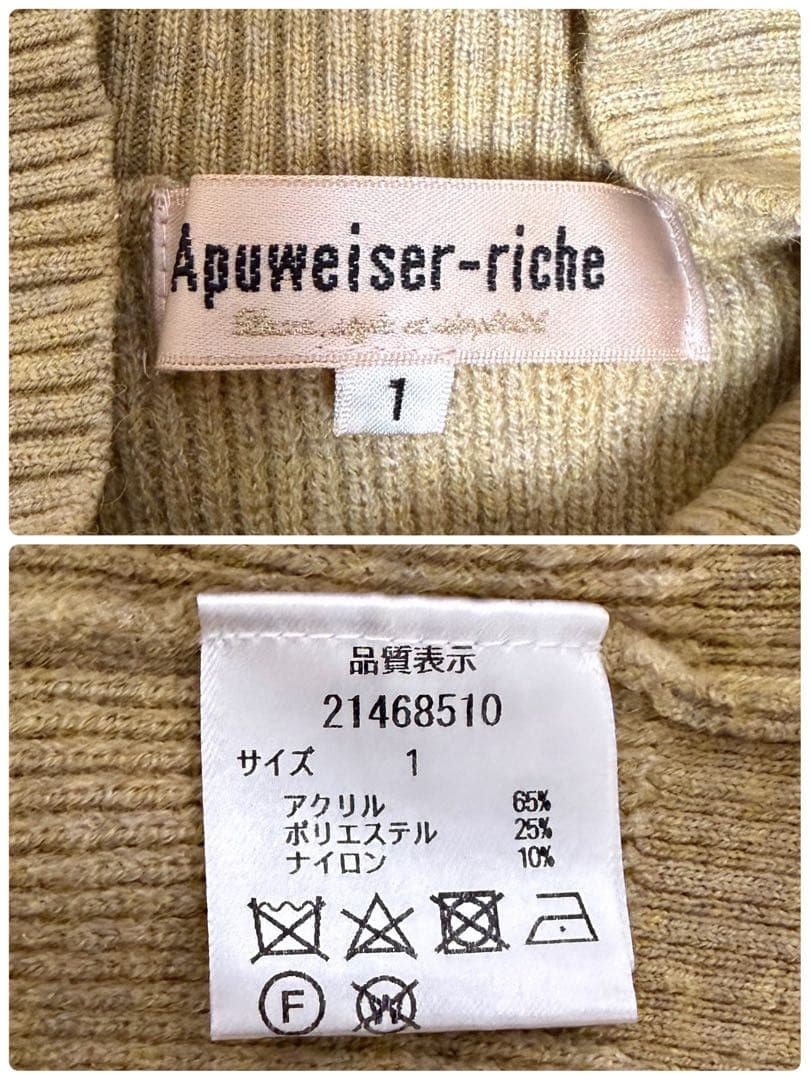 Apuweiser-riche
1
品質表示
21468510
サイズ 1
アクリル 65%
ポリエステル 25%
ナイロン 10%
F W